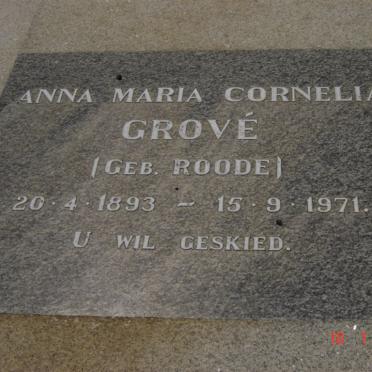 ANNA MARIA CORNELIA
GROVÉ
(GEB. ROODE)
20·4·1893 – 15·9·1971.
U WIL GESKIED.